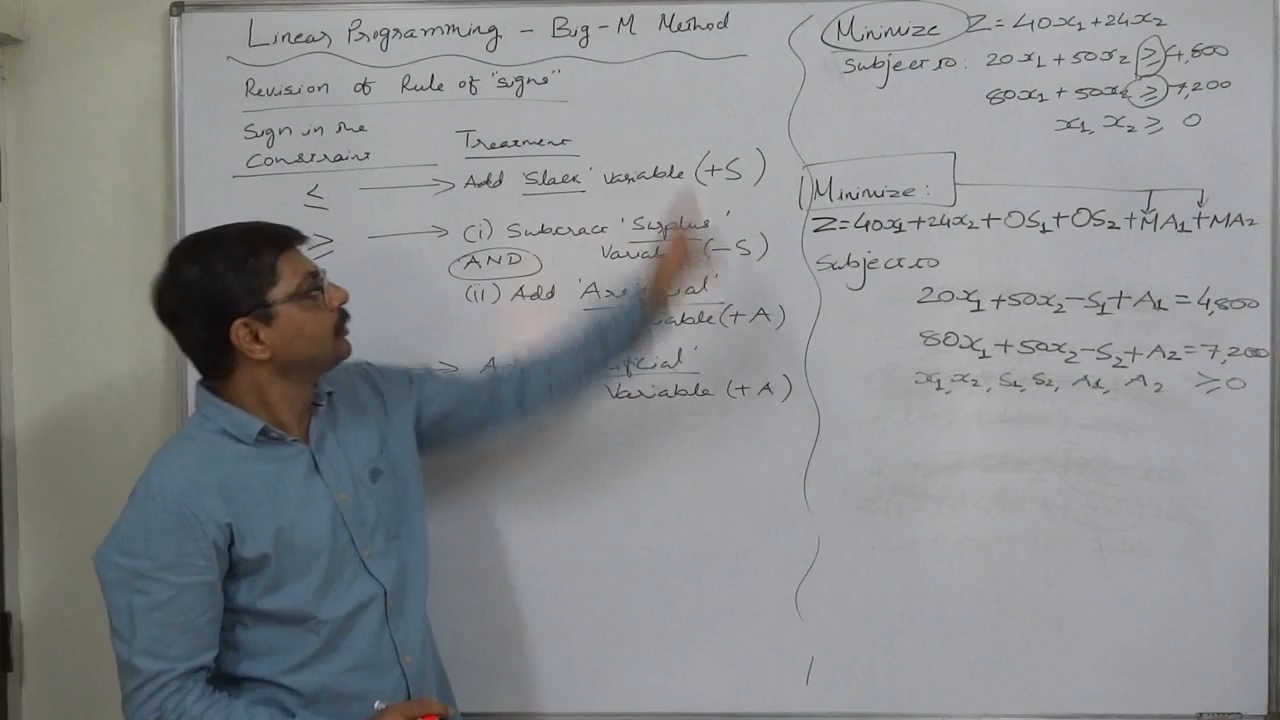 Linear Programming - Big-M Method
Revision of Rule of "signs"
Sign in the Constraint
Treatment
≤ → Add 'Slack' Variable (+S)
≥ → (i) Subtract 'Surplus'
(-S)
AND
(ii) Add
(+A)
Variable (+A)
Minimize Z=40x₁+24x₂
Subject to: 20x₁+50x₂ ≥ 4,800
80x₁+50x₂ ≥ 7,200
x₁, x₂ ≥ 0
Minimize:
Z=40x₁+24x₂+0S₁+0S₂+MA₁+MA₂
Subject to
20x₁+50x₂-S₁+A₁=4,800
80x₁+50x₂-S₂+A₂=7,200
x₁, x₂, S₁, S₂, A₁, A₂ ≥0